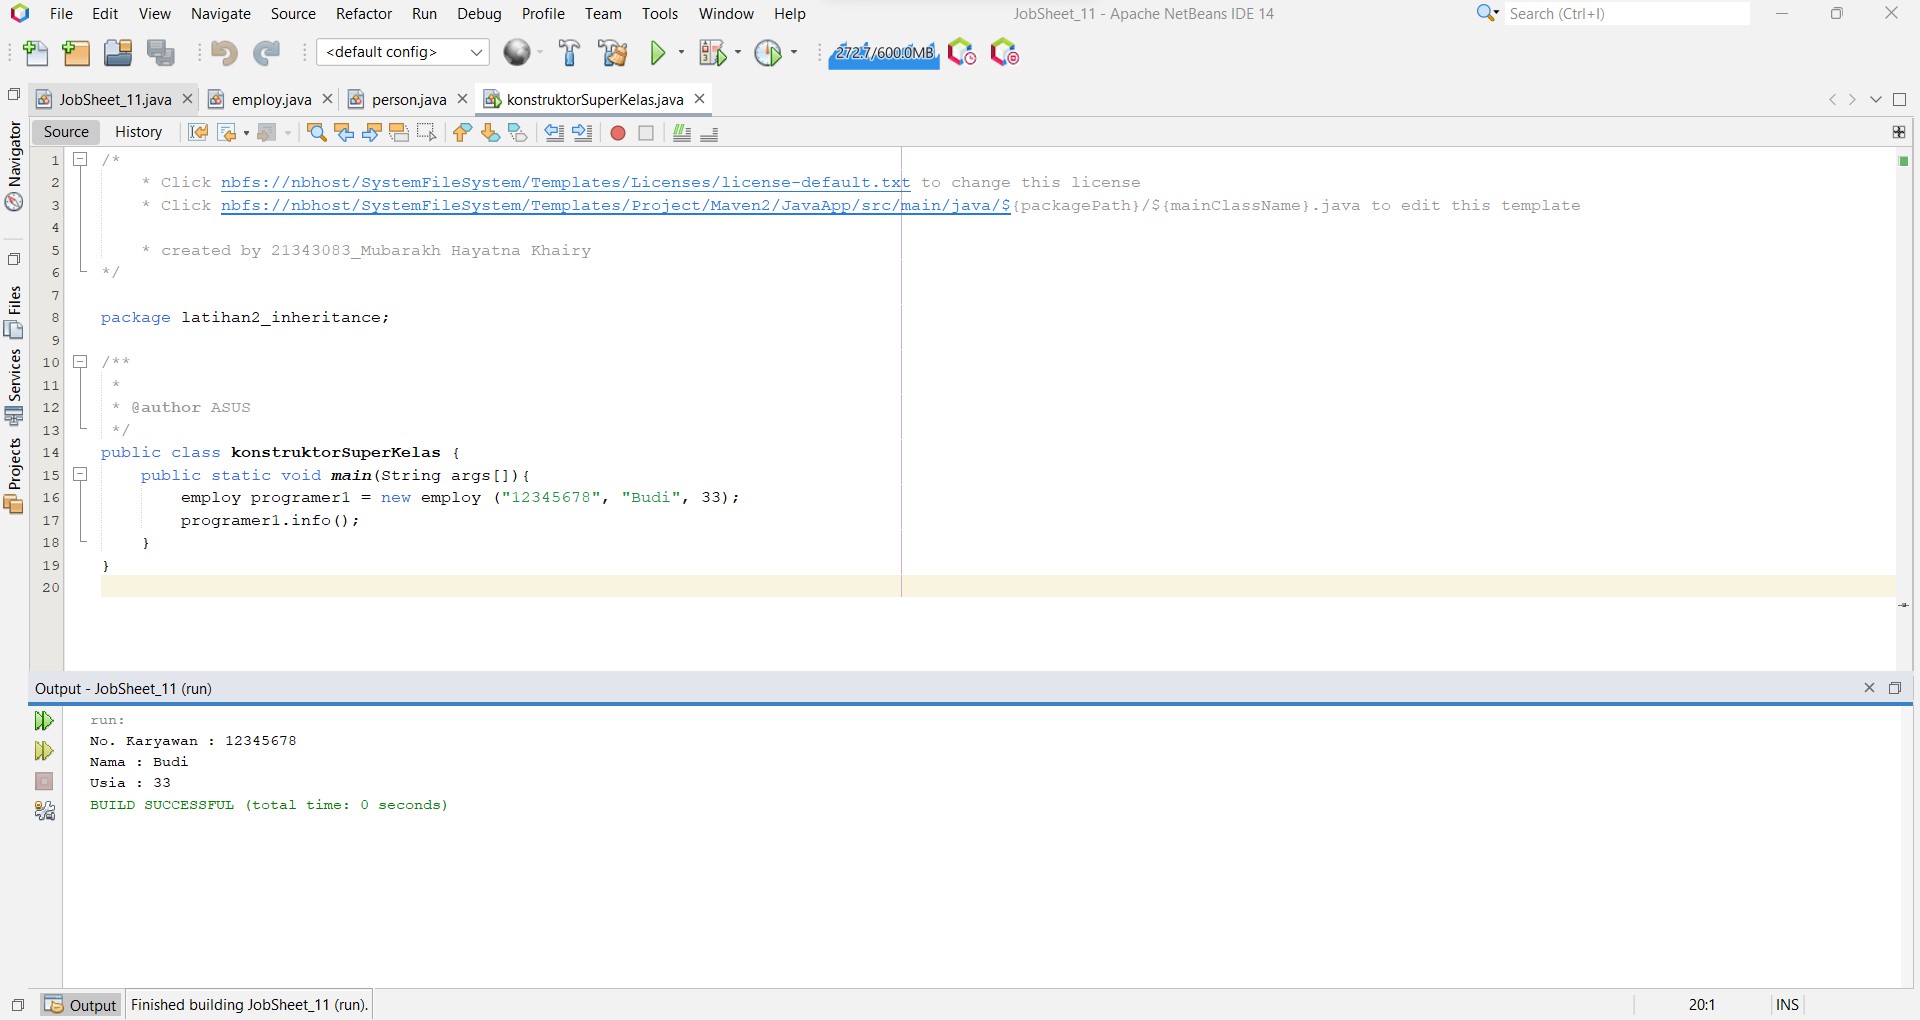 File Edit View Navigate Source Refactor Run Debug Profile Team Tools Window Help JobSheet_11 - Apache NetBeans IDE 14 Search (Ctrl+I)
<default config> 272.7/600.0MB
JobSheet_11.java employ.java person.java konstruktorSuperKelas.java
Source History
Navigator
Files
Services
Projects
1 /*
2 * Click nbfs://nbhost/SystemFileSystem/Templates/Licenses/license-default.txt to change this license
3 * Click nbfs://nbhost/SystemFileSystem/Templates/Project/Maven2/JavaApp/src/main/java/${packagePath}/${mainClassName}.java to edit this template
4
5 * created by 21343083_Mubarakh Hayatna Khairy
6 */
7
8 package latihan2_inheritance;
9
10 /**
11 *
12 * @author ASUS
13 */
14 public class konstruktorSuperKelas {
15 public static void main(String args[]){
16 employ programer1 = new employ ("12345678", "Budi", 33);
17 programer1.info();
18 }
19 }
20
Output - JobSheet_11 (run)
run:
No. Karyawan : 12345678
Nama : Budi
Usia : 33
BUILD SUCCESSFUL (total time: 0 seconds)
Output Finished building JobSheet_11 (run). 20:1 INS